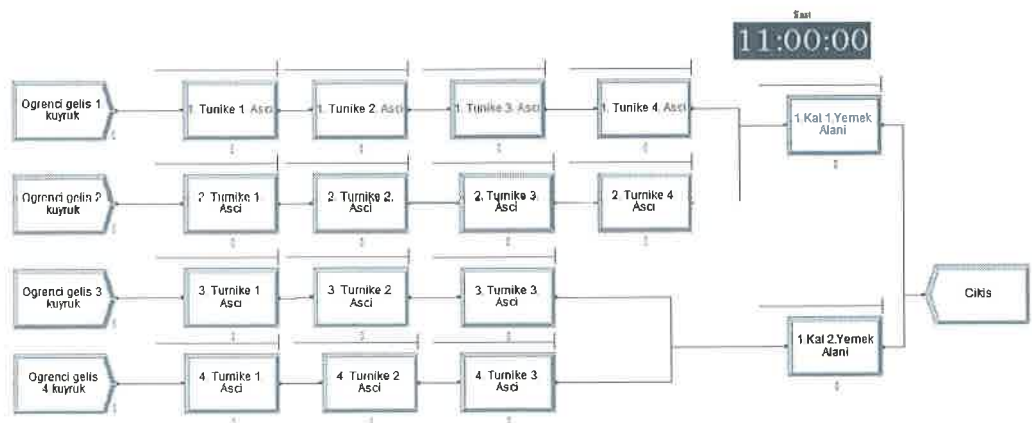 Saat
11:00:00
Ogrenci gelis 1
kuyruk
1. Tunike 1. Asci
1. Tunike 2. Asci
1. Tunike 3. Asci
1. Tunike 4. Asci
1.Kat 1.Yemek
Alani
Ogrenci gelis 2
kuyruk
2. Turnike 1.
Asci
2. Turnike 2.
Asci
2. Turnike 3.
Asci
2. Turnike 4
Asci
Ogrenci gelis 3
kuyruk
3. Turnike 1
Asci
3. Turnike 2
Asci
3. Turnike 3.
Asci
Cikis
1.Kat 2.Yemek
Alani
Ogrenci gelis
4 kuyruk
4. Turnike 1
Asci
4. Turnike 2
Asci
4. Turnike 3
Asci